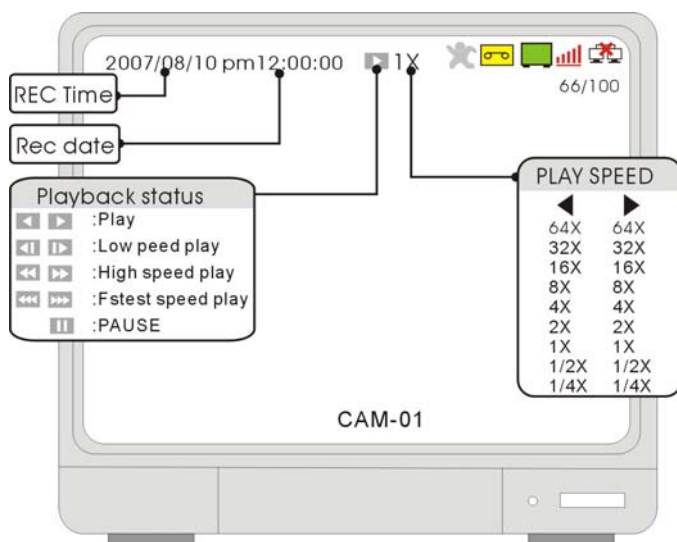 2007/08/10 pm12:00:00 1X
66/100
REC Time
Rec date
Playback status
:Play
:Low peed play
:High speed play
:Fstest speed play
:PAUSE
PLAY SPEED
64X 64X
32X 32X
16X 16X
8X 8X
4X 4X
2X 2X
1X 1X
1/2X 1/2X
1/4X 1/4X
CAM-01